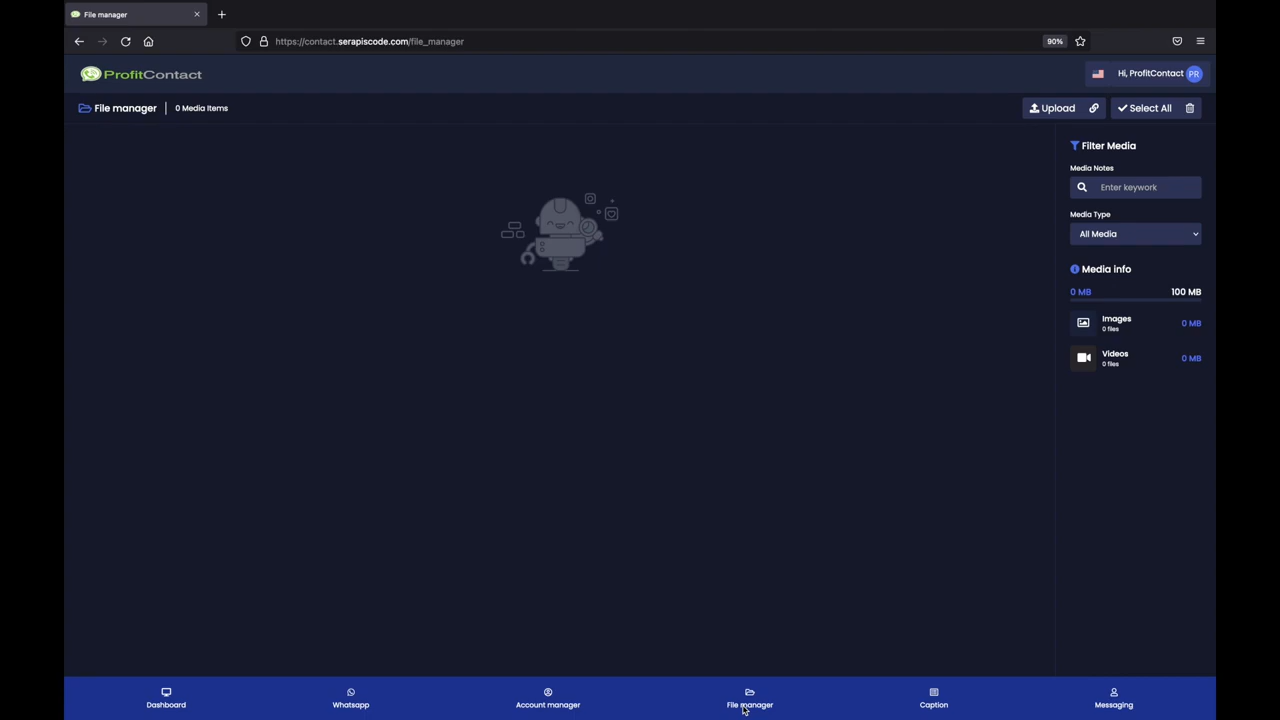 File manager
https://contact.serapiscode.com/file_manager
90%
ProfitContact
Hi, ProfitContact PR
File manager
0 Media Items
Upload
Select All
Filter Media
Media Notes
Enter keyword
Media Type
All Media
Media info
0 MB 100 MB
Images
0 files
0 MB
Videos
0 files
0 MB
Dashboard
Whatsapp
Account manager
File manager
Caption
Messaging